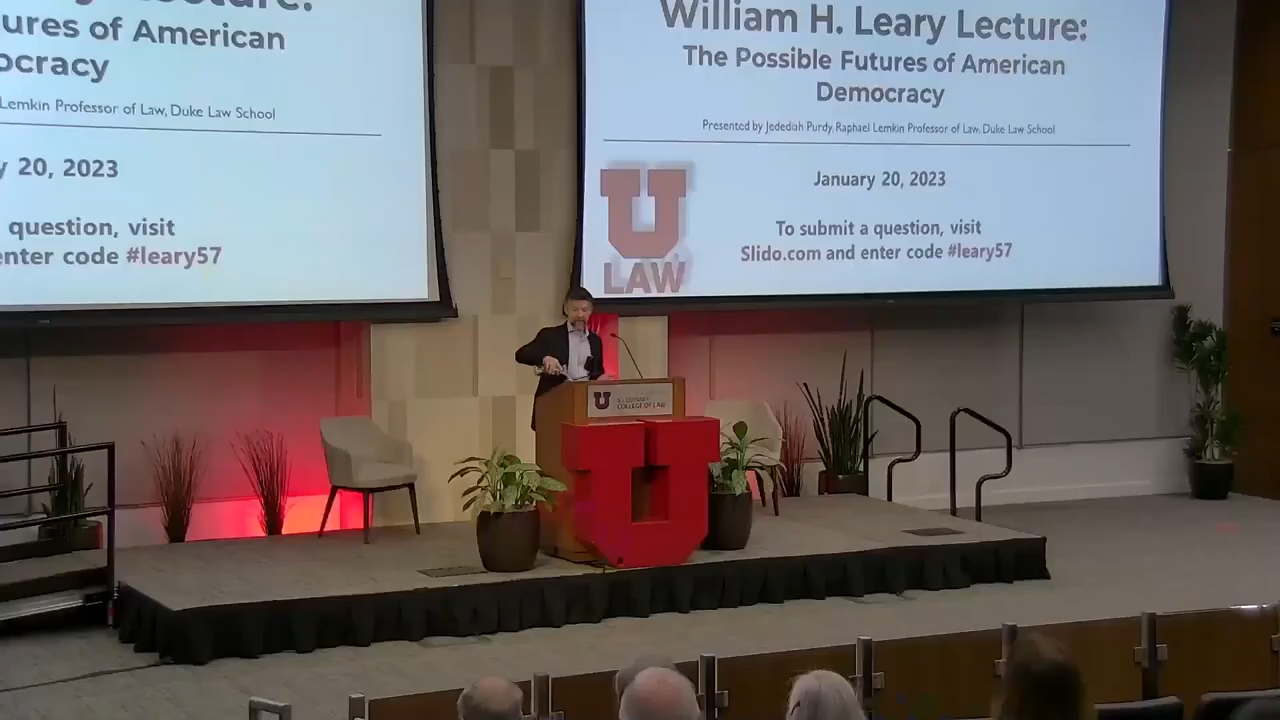 ures of American
ocracy
Lemkin Professor of Law, Duke Law School
y 20, 2023
question, visit
enter code #leary57
William H. Leary Lecture:
The Possible Futures of American
Democracy
Presented by Jedediah Purdy, Raphael Lemkin Professor of Law, Duke Law School
January 20, 2023
To submit a question, visit
Slido.com and enter code #leary57
U
LAW
U
COLLEGE OF LAW
U